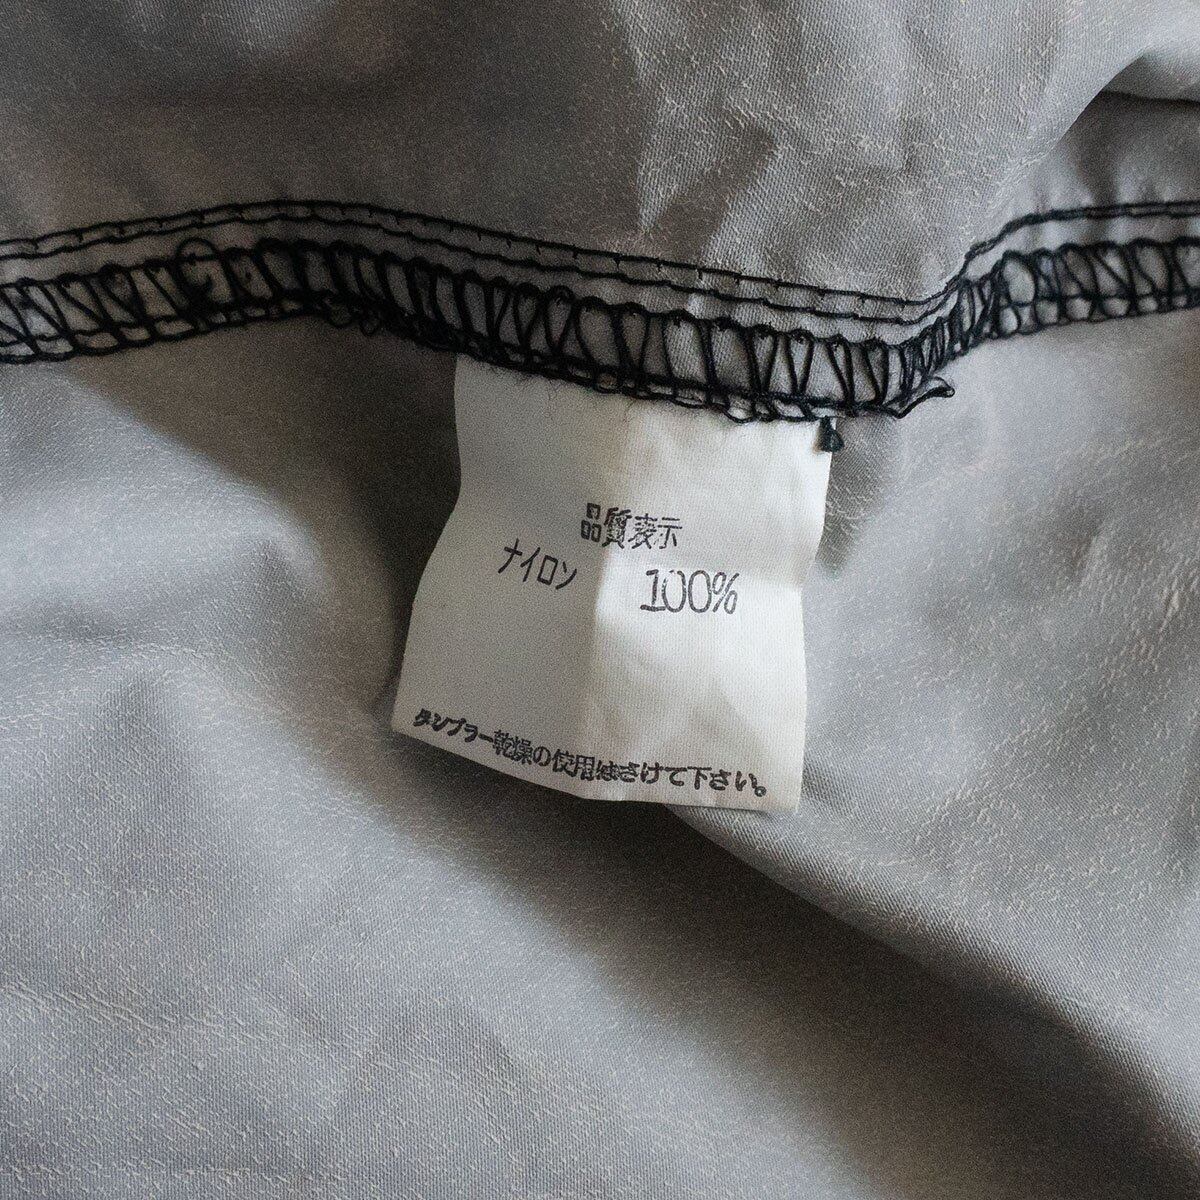 品質表示
ナイロン 100%
タンブラー乾燥の使用はさけて下さい。